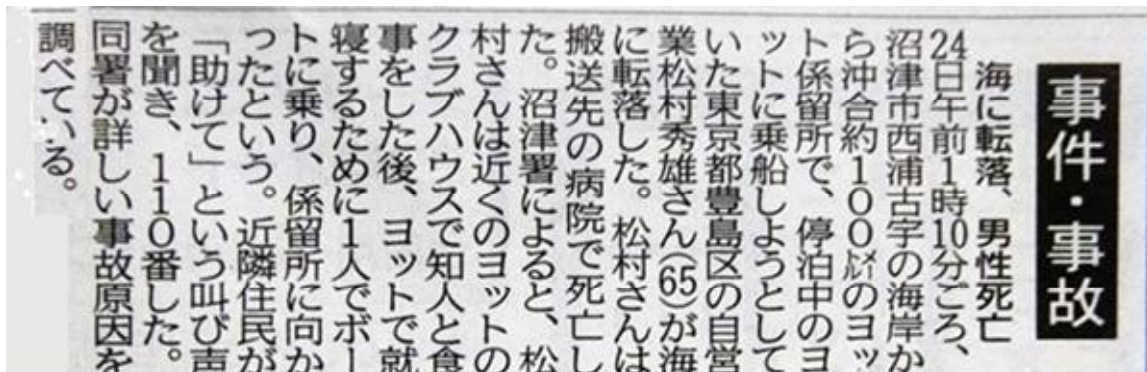 事件・事故
海に転落、男性死亡
24日午前1時10分ごろ、
沼津市西浦古宇の海岸か
ら沖合約100㍍のヨッ
ト係留所で、停泊中のヨ
ットに乗船しようとして
いた東京都豊島区の自営
業松村秀雄さん(65)が海
に転落した。松村さんは
搬送先の病院で死亡し
た。沼津署によると、松
村さんは近くのヨットの
クラブハウスで知人と食
事をした後、ヨットで就
寝するために1人でボー
トに乗り、係留所に向か
ったという。近隣住民が
「助けて」という叫び声
を聞き、110番した。
同署が詳しい事故原因を
調べている。